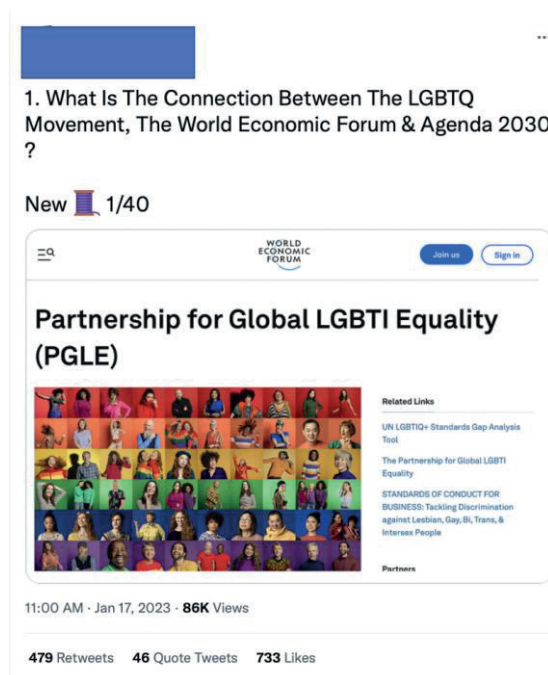 1. What Is The Connection Between The LGBTQ
Movement, The World Economic Forum & Agenda 2030
?
New 🧵 1/40
WORLD
ECONOMIC
FORUM
Join us
Sign in
Partnership for Global LGBTI Equality
(PGLE)
Related Links
UN LGBTIQ+ Standards Gap Analysis
Tool
The Partnership for Global LGBTI
Equality
STANDARDS OF CONDUCT FOR
BUSINESS: Tackling Discrimination
against Lesbian, Gay, Bi, Trans, &
Intersex People
Partners
11:00 AM · Jan 17, 2023 · 86K Views
479 Retweets 46 Quote Tweets 733 Likes